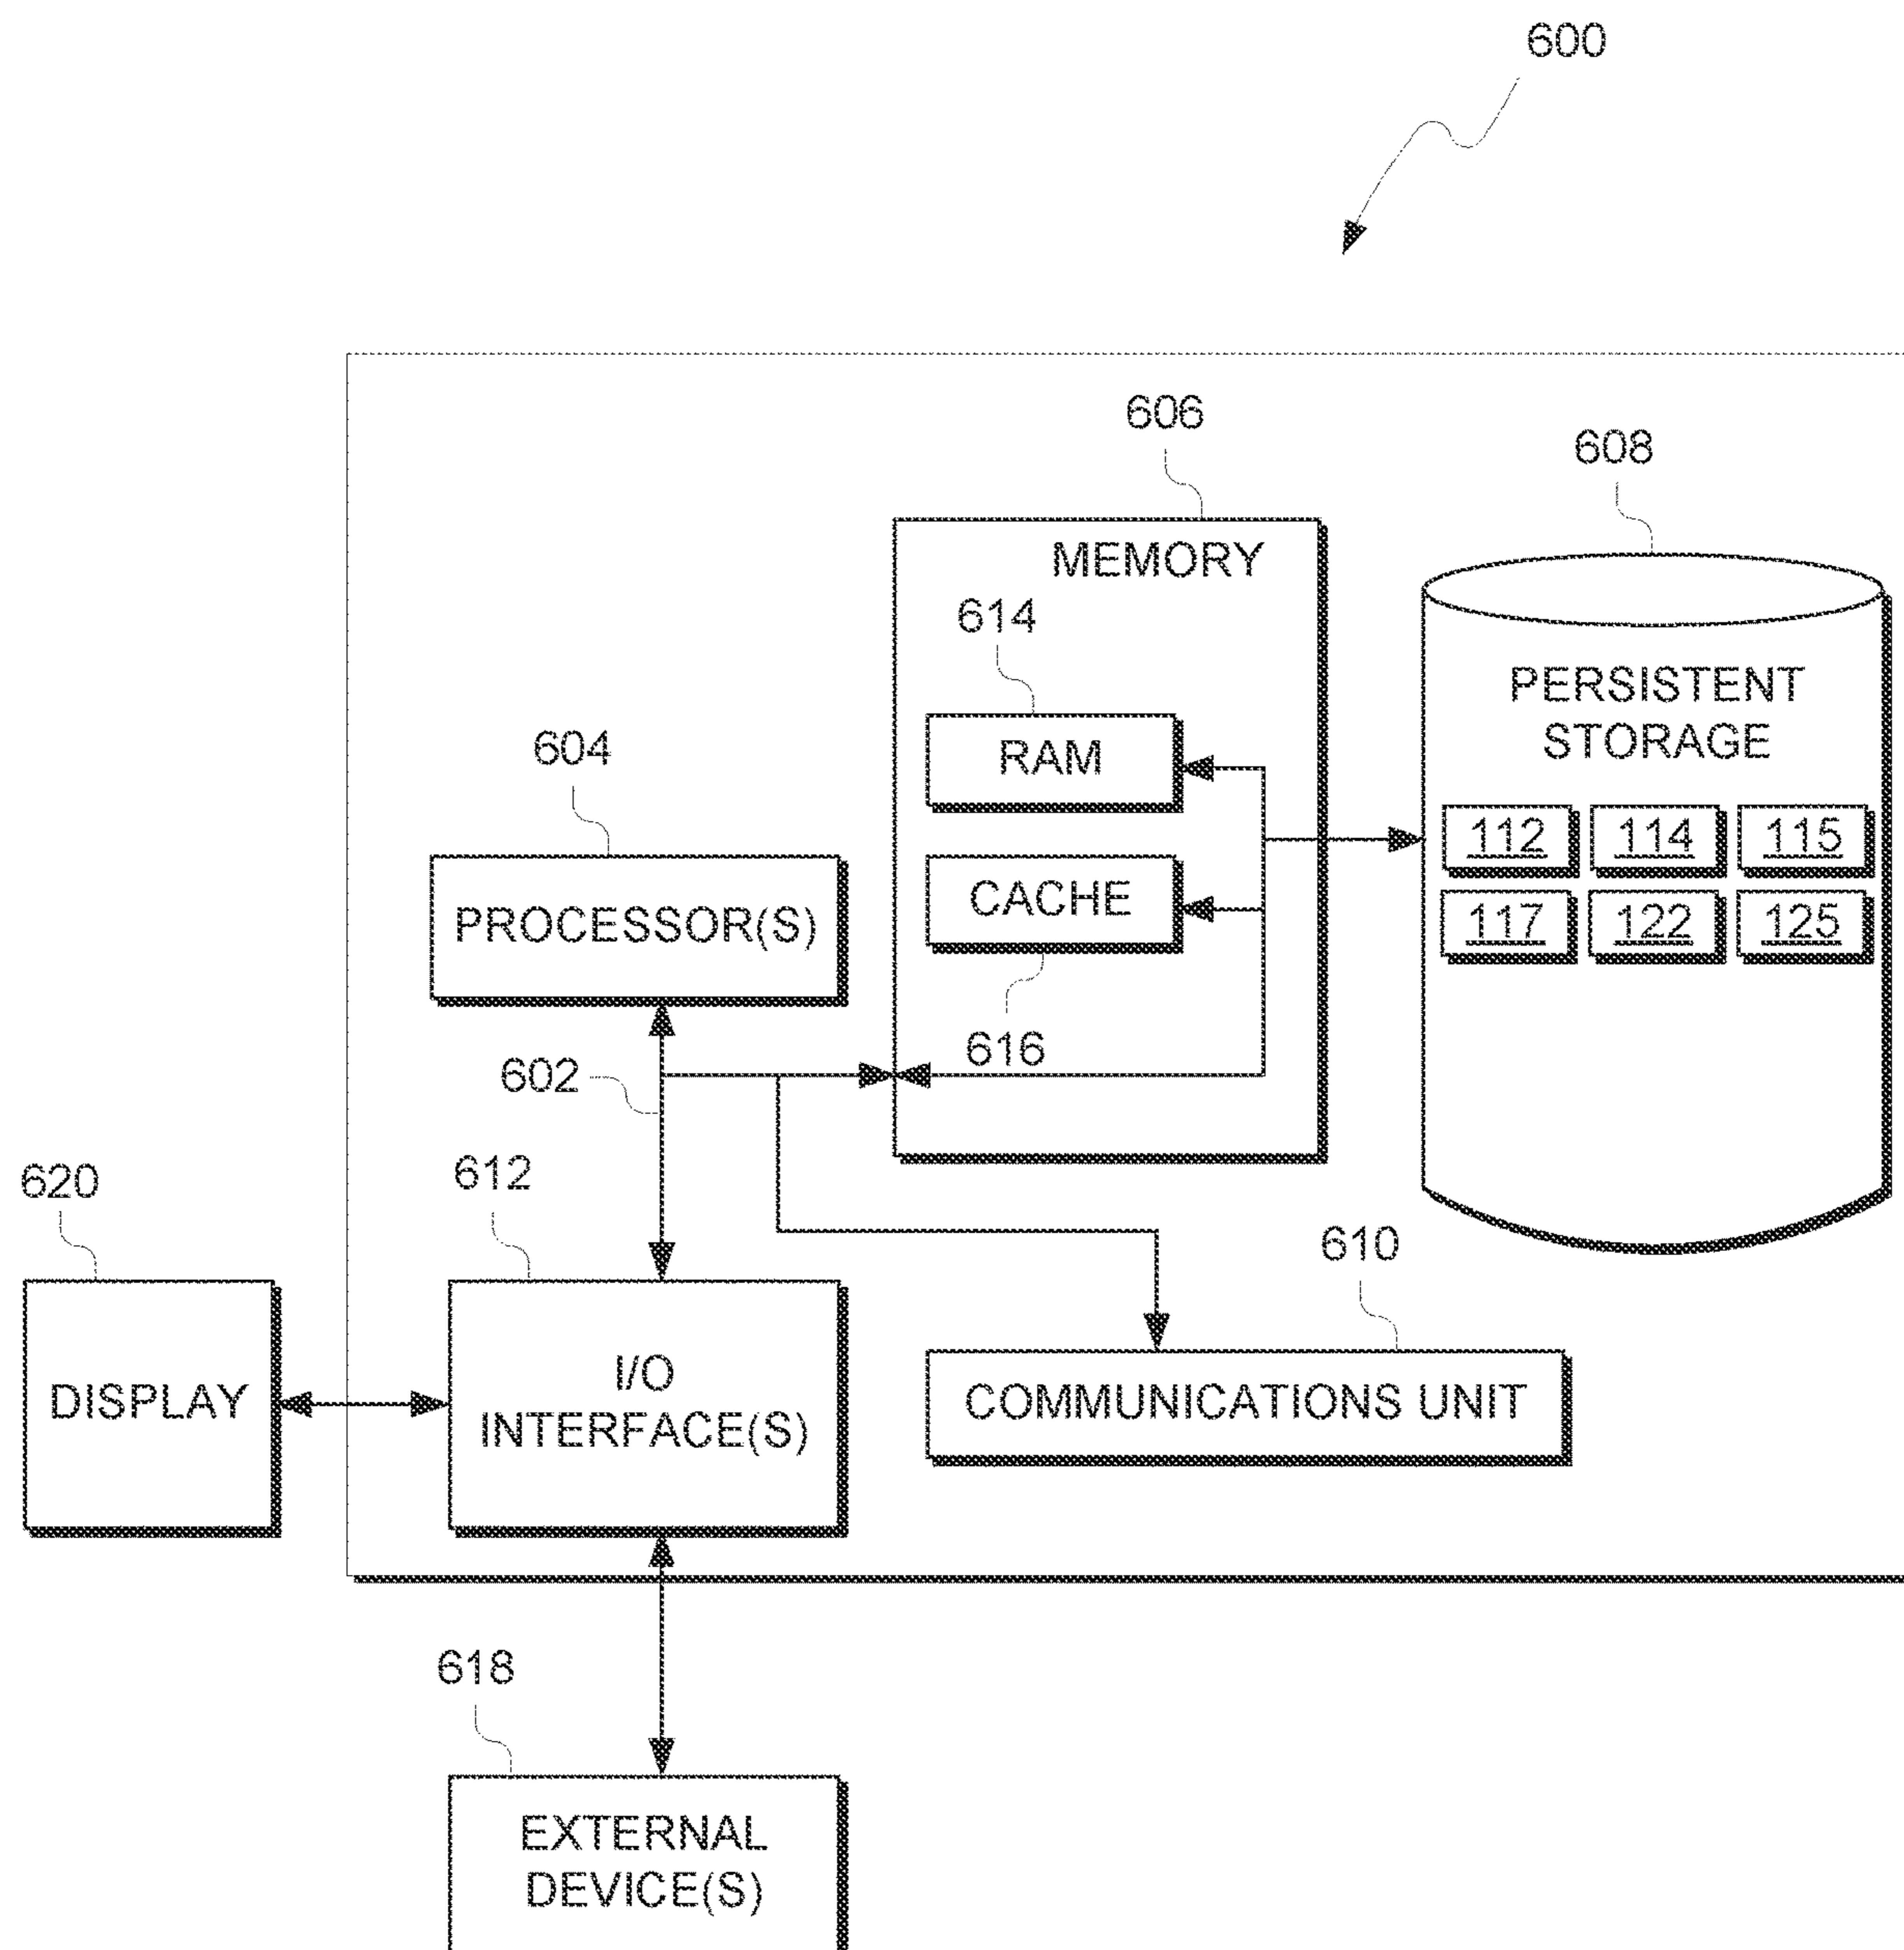 600
606
608
MEMORY
614
PERSISTENT
STORAGE
604
RAM
112 114 115
CACHE
PROCESSOR(S)
117 122 125
616
602
620
612
610
I/O
INTERFACE(S)
DISPLAY
COMMUNICATIONS UNIT
618
EXTERNAL
DEVICE(S)